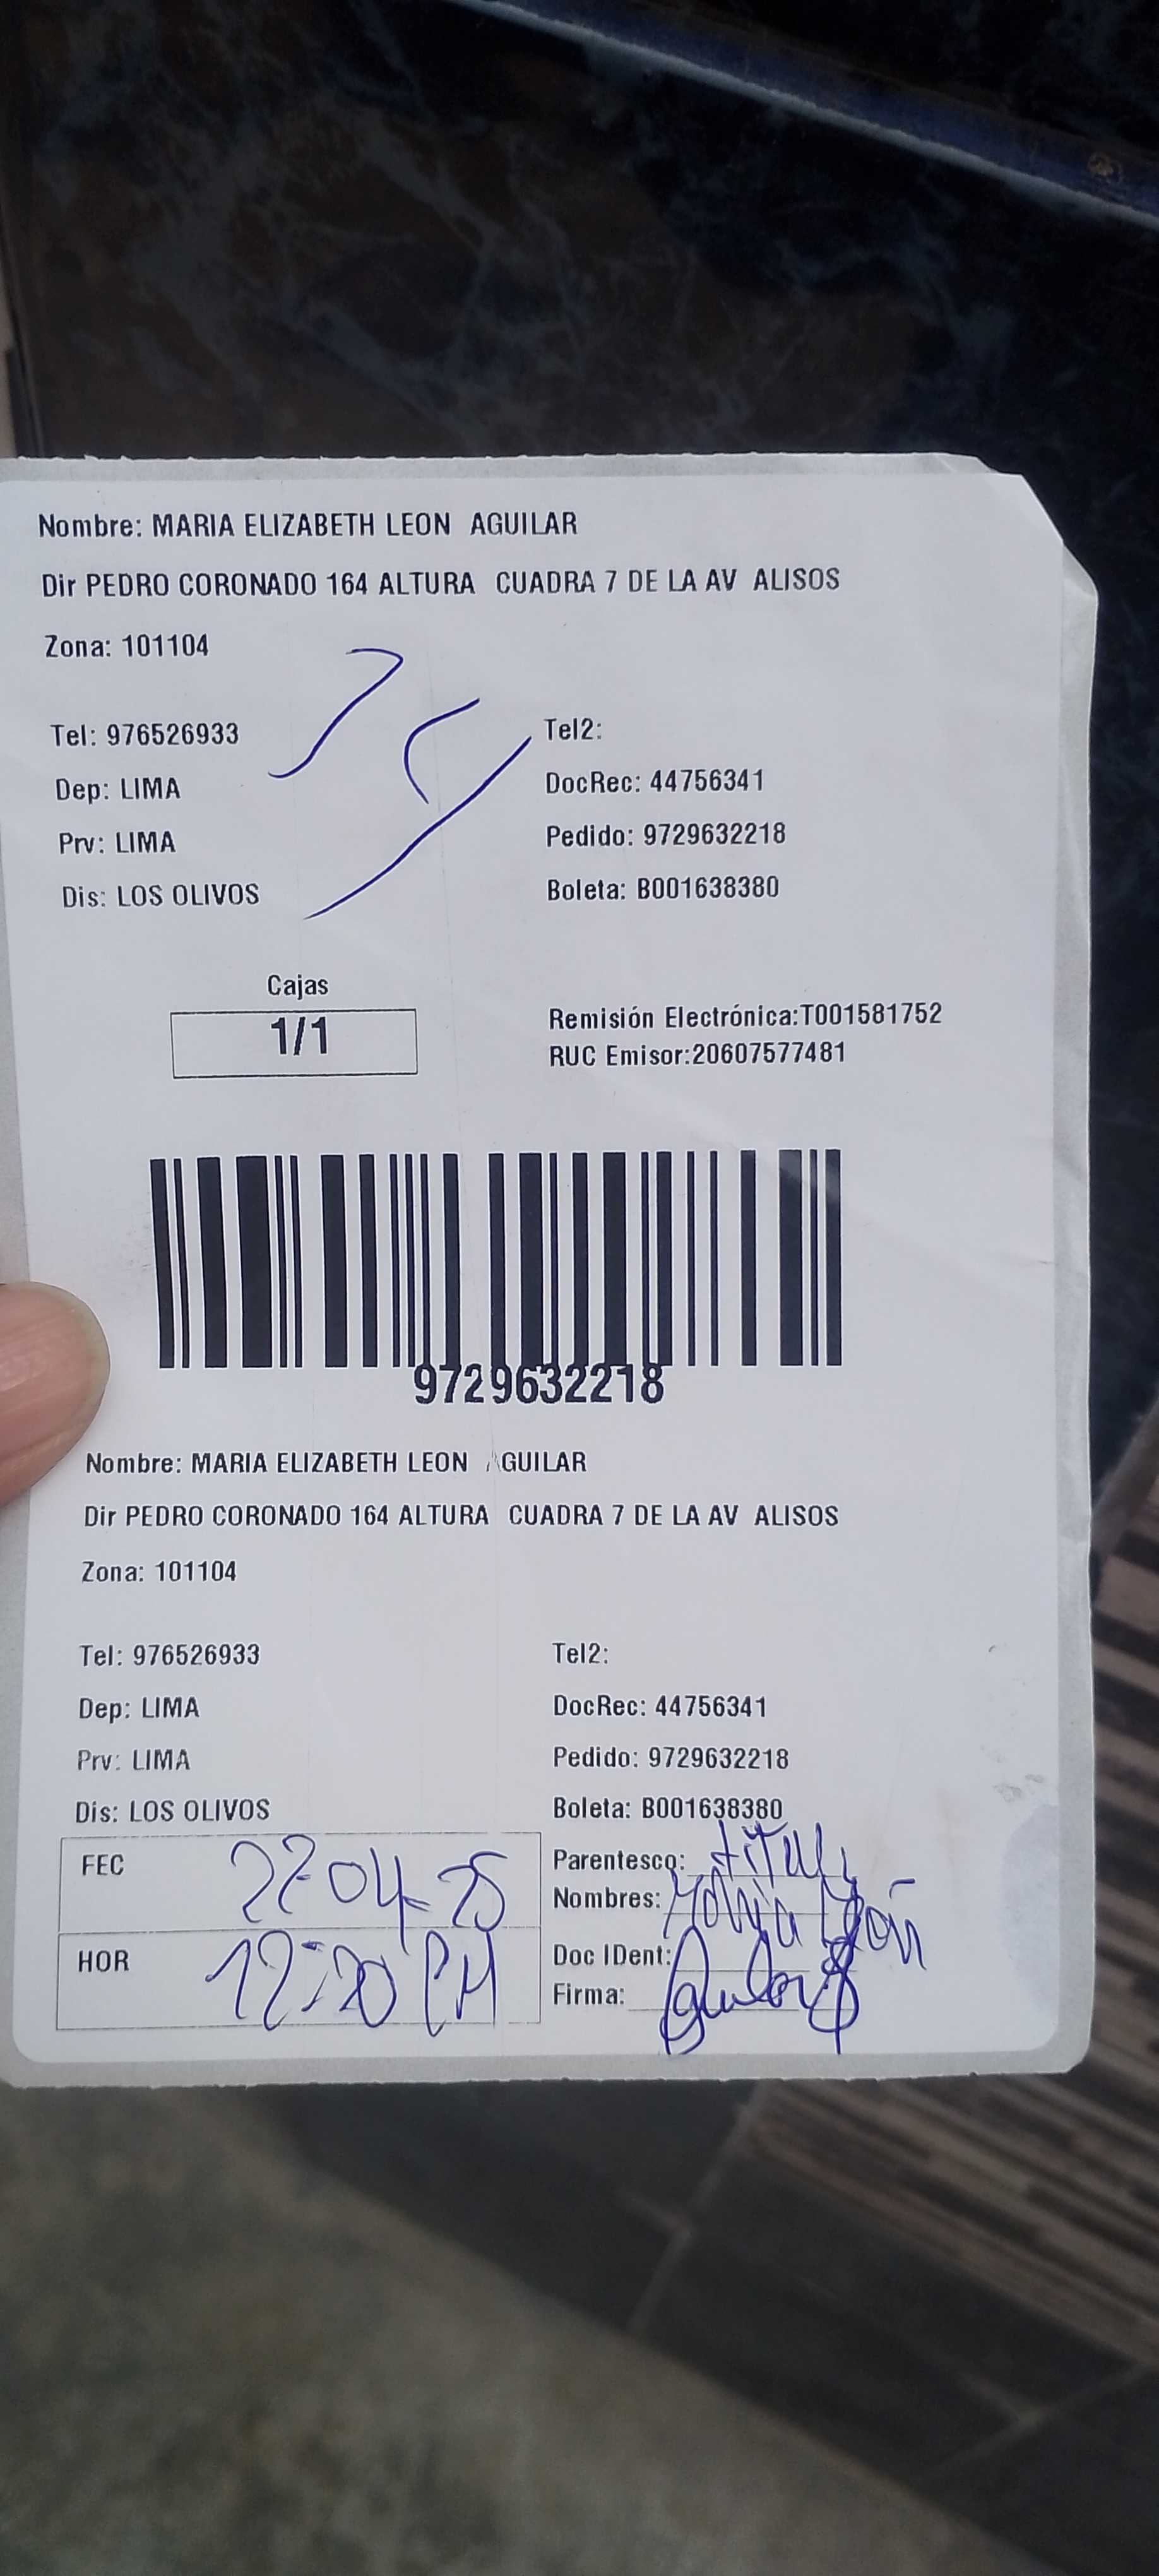 Nombre: MARIA ELIZABETH LEON AGUILAR
Dir PEDRO CORONADO 164 ALTURA CUADRA 7 DE LA AV ALISOS
Zona: 101104
Tel: 976526933 Tel2:
Dep: LIMA DocRec: 44756341
Prv: LIMA Pedido: 9729632218
Dis: LOS OLIVOS Boleta: B001638380
Cajas
1/1
Remisión Electrónica:T001581752
RUC Emisor:20607577481
9729632218
Nombre: MARIA ELIZABETH LEON AGUILAR
Dir PEDRO CORONADO 164 ALTURA CUADRA 7 DE LA AV ALISOS
Zona: 101104
Tel: 976526933 Tel2:
Dep: LIMA DocRec: 44756341
Prv: LIMA Pedido: 9729632218
Dis: LOS OLIVOS Boleta: B001638380
FEC 22-04-25 Parentesco:
Nombres: León
HOR 12:20 PM Doc IDent:
Firma: